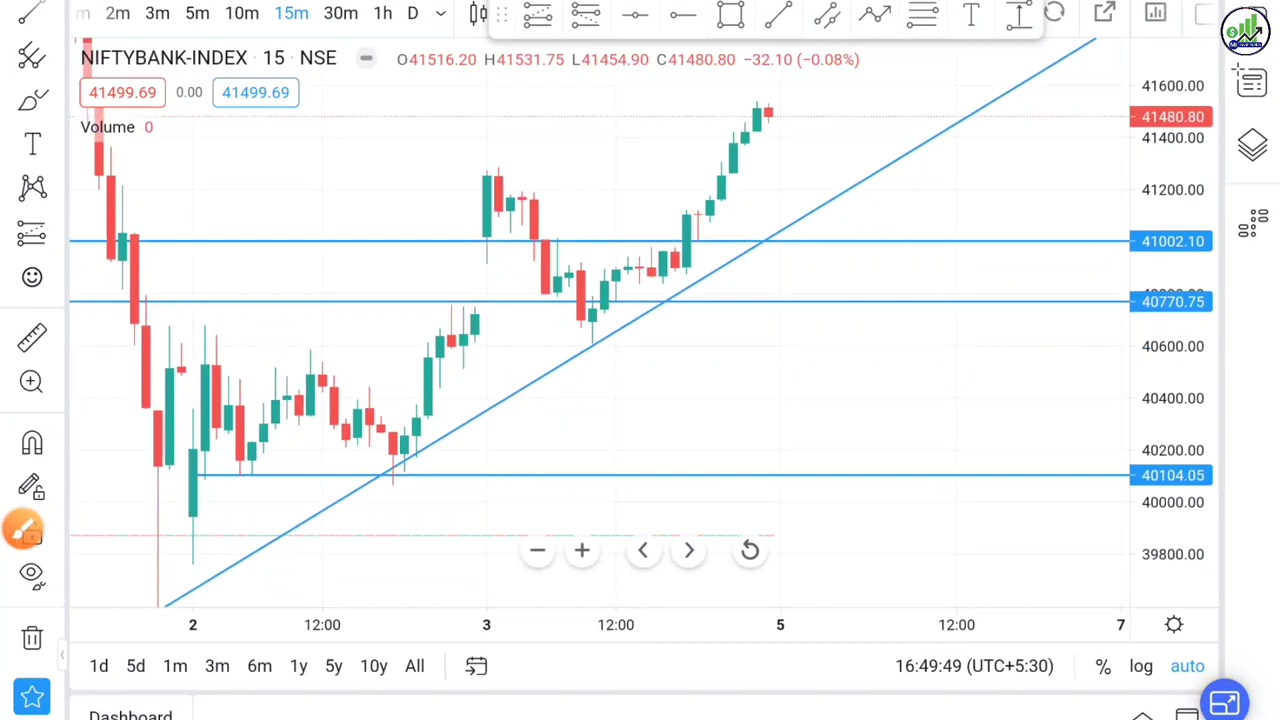 m 2m 3m 5m 10m 15m 30m 1h D
NIFTYBANK-INDEX · 15 · NSE O41516.20 H41531.75 L41454.90 C41480.80 −32.10 (−0.08%)
41499.69 0.00 41499.69
Volume 0
41600.00
41480.80
41400.00
41200.00
41002.10
40770.75
40600.00
40400.00
40200.00
40104.05
40000.00
39800.00
2 12:00 3 12:00 5 12:00 7
1d 5d 1m 3m 6m 1y 5y 10y All 16:49:49 (UTC+5:30) % log auto
Dashboard